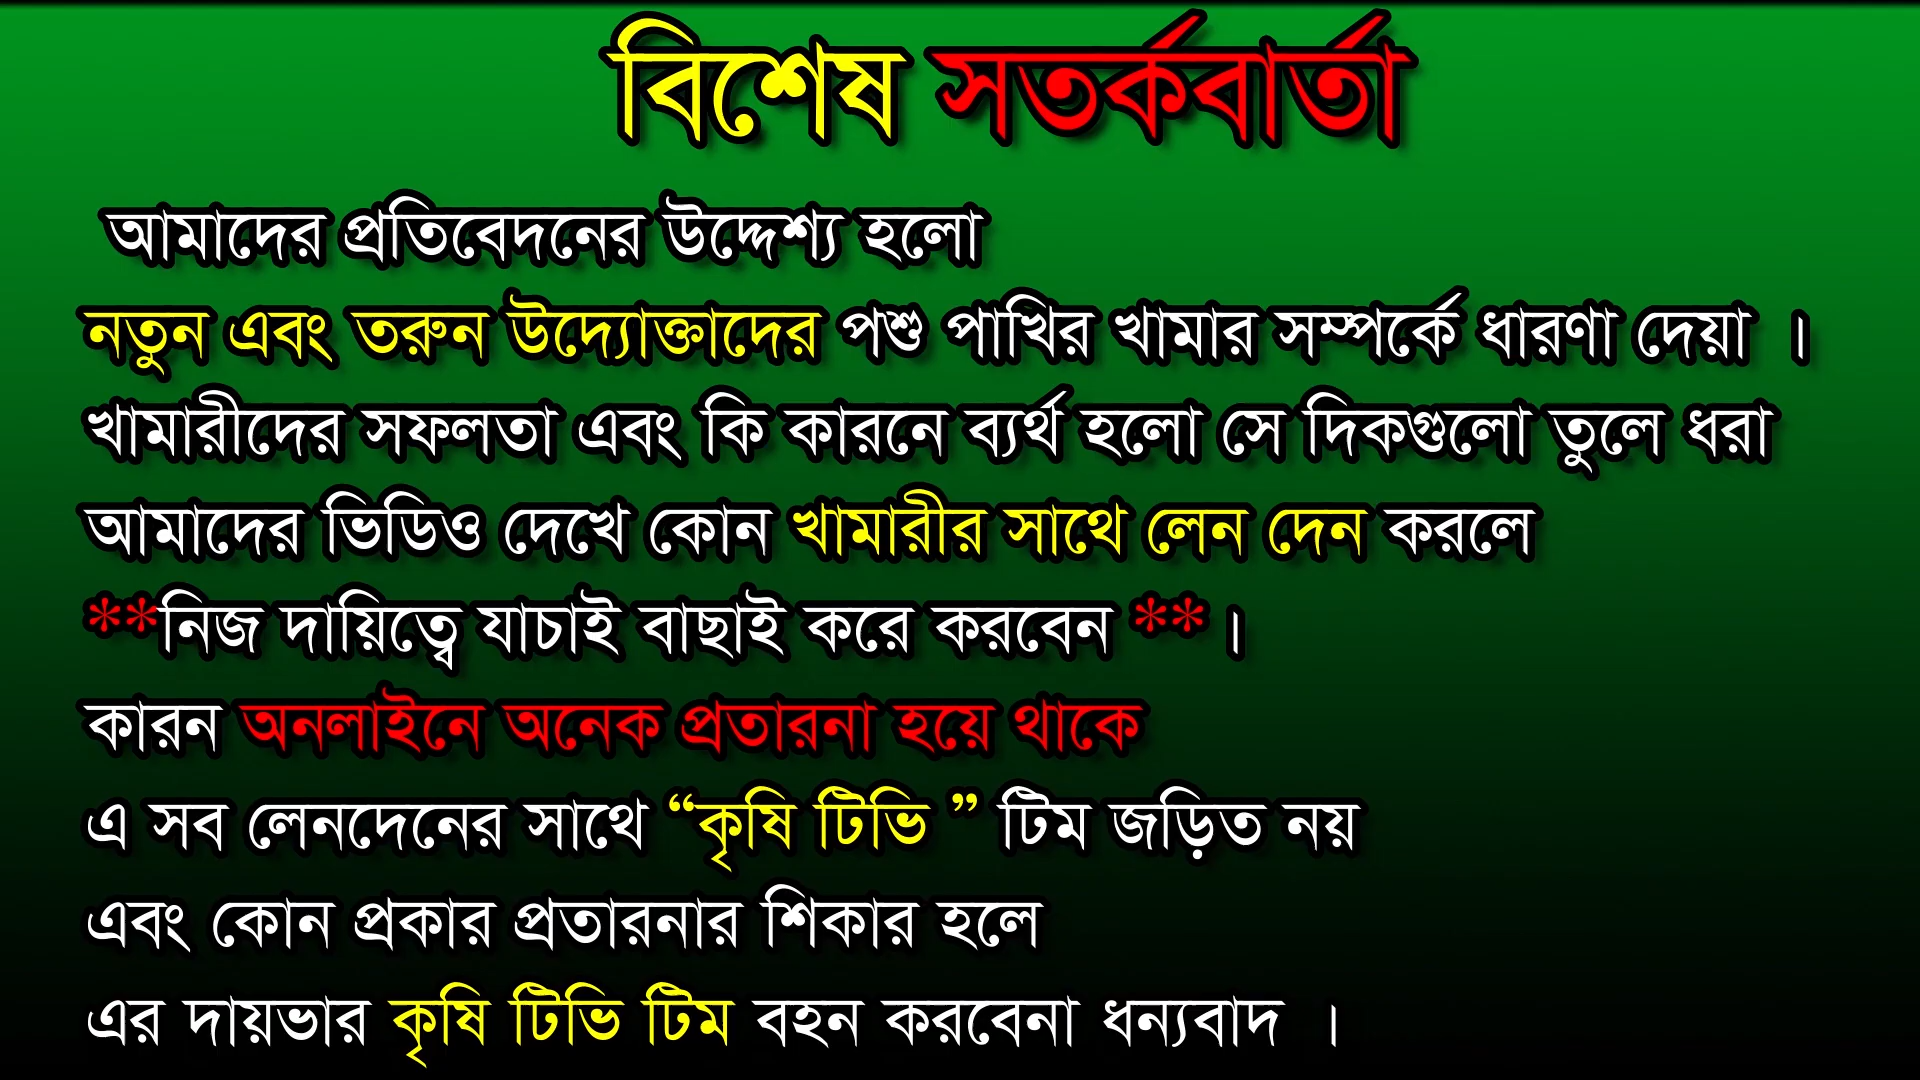 বিশেষ সতর্কবার্তা
আমাদের প্রতিবেদনের উদ্দেশ্য হলো
নতুন এবং তরুন উদ্যোক্তাদের পশু পাখির খামার সম্পর্কে ধারণা দেয়া ।
খামারীদের সফলতা এবং কি কারনে ব্যর্থ হলো সে দিকগুলো তুলে ধরা
আমাদের ভিডিও দেখে কোন খামারীর সাথে লেন দেন করলে
**নিজ দায়িত্বে যাচাই বাছাই করে করবেন ** ।
কারন অনলাইনে অনেক প্রতারনা হয়ে থাকে
এ সব লেনদেনের সাথে “কৃষি টিভি ” টিম জড়িত নয়
এবং কোন প্রকার প্রতারনার শিকার হলে
এর দায়ভার কৃষি টিভি টিম বহন করবেনা ধন্যবাদ ।